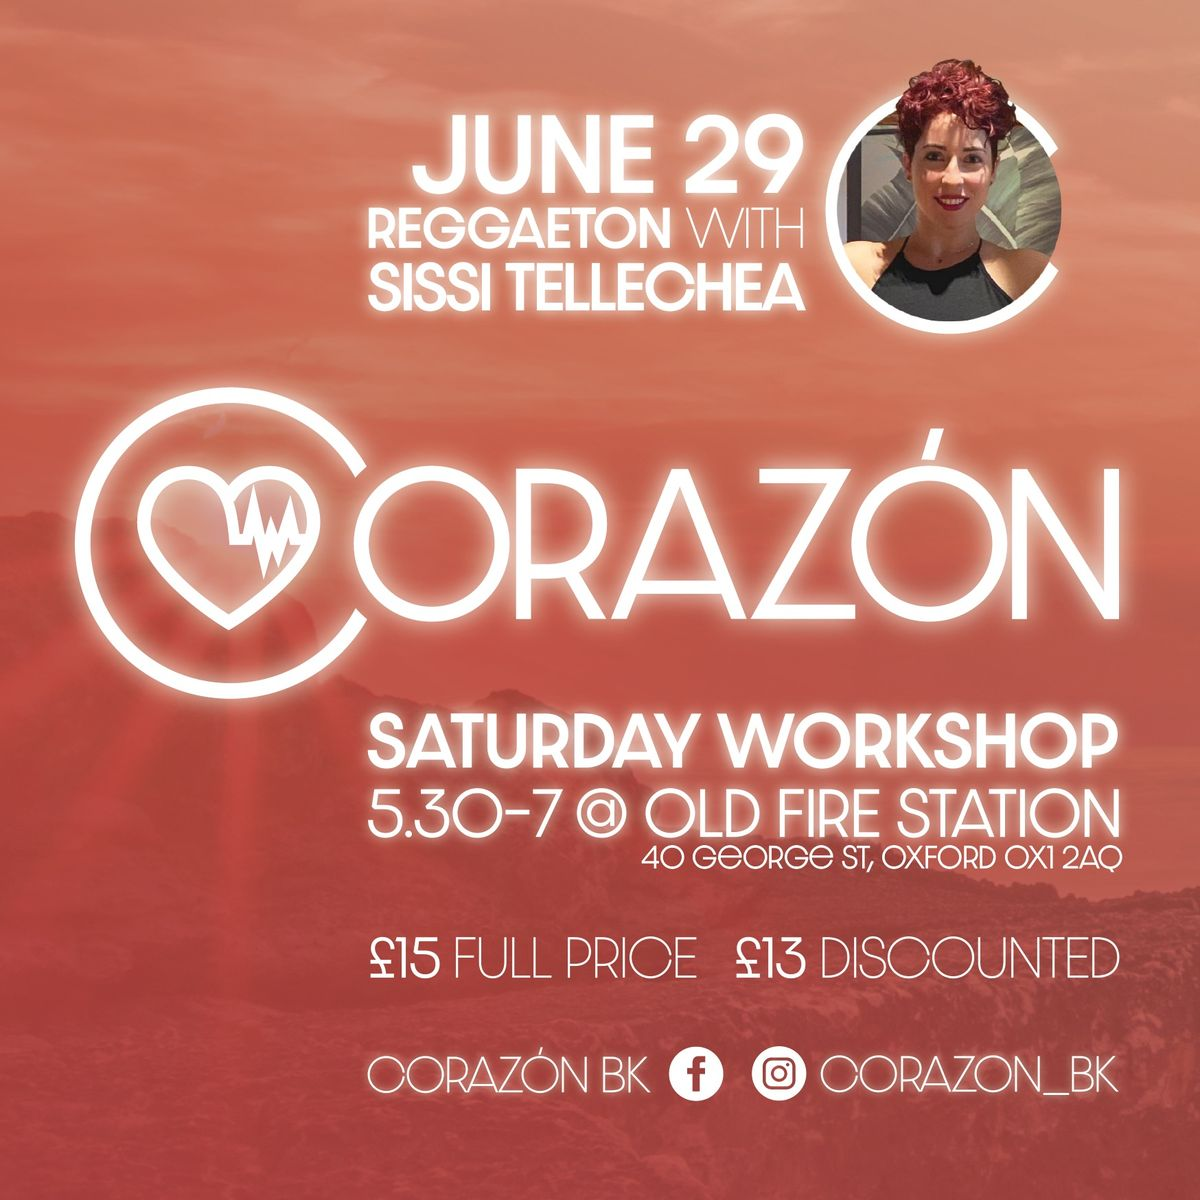 JUNE 29
REGGAETON WITH
SISSI TELLECHEA
CORAZÓN
SATURDAY WORKSHOP
5.30-7 @ OLD FIRE STATION
40 GEORGE ST, OXFORD OX1 2AQ
£15 FULL PRICE £13 DISCOUNTED
CORAZÓN BK CORAZON_BK